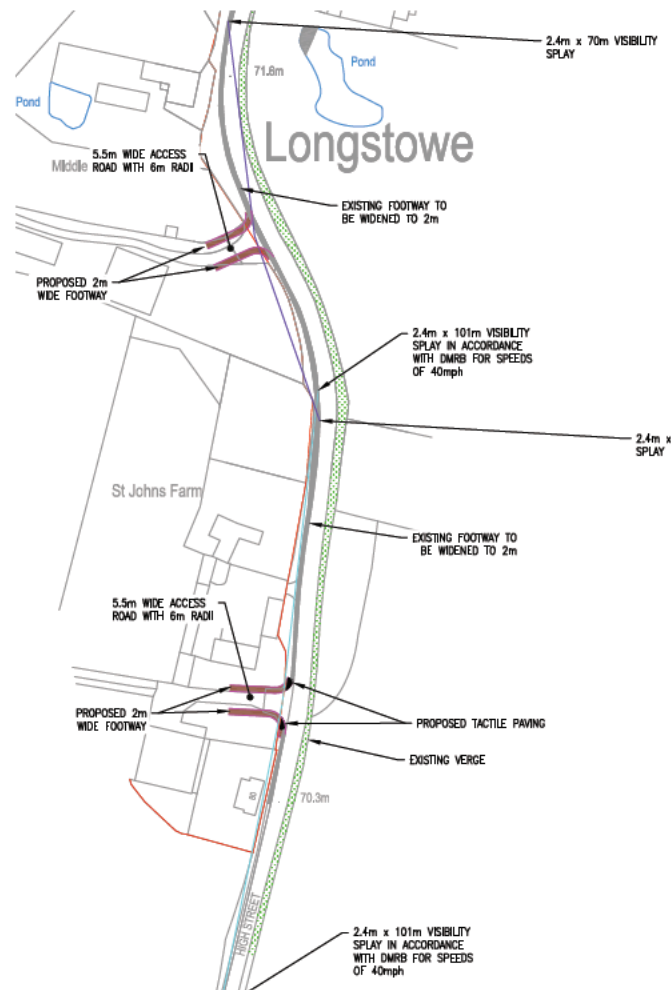 2.4m x 70m VISIBILITY
SPLAY
71.8m
Pond
Pond
Longstowe
5.5m WIDE ACCESS
ROAD WITH 6m RADII
Middle
EXISTING FOOTWAY TO
BE WIDENED TO 2m
PROPOSED 2m
WIDE FOOTWAY
2.4m x 101m VISIBILITY
SPLAY IN ACCORDANCE
WITH DMRB FOR SPEEDS
OF 40mph
2.4m x
SPLAY
St Johns Farm
EXISTING FOOTWAY TO
BE WIDENED TO 2m
5.5m WIDE ACCESS
ROAD WITH 6m RADII
PROPOSED 2m
WIDE FOOTWAY
PROPOSED TACTILE PAVING
EXISTING VERGE
70.3m
HIGH STREET
2.4m x 101m VISIBILITY
SPLAY IN ACCORDANCE
WITH DMRB FOR SPEEDS
OF 40mph